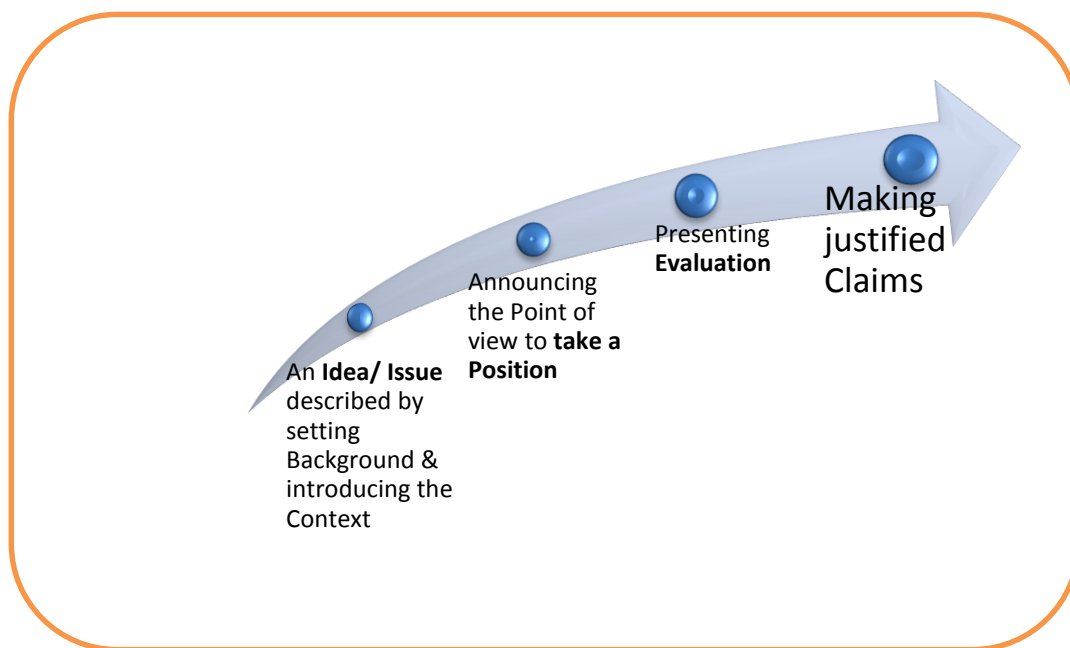 An Idea/ Issue
described by
setting
Background &
introducing the
Context
Announcing
the Point of
view to take a
Position
Presenting
Evaluation
Making
justified
Claims